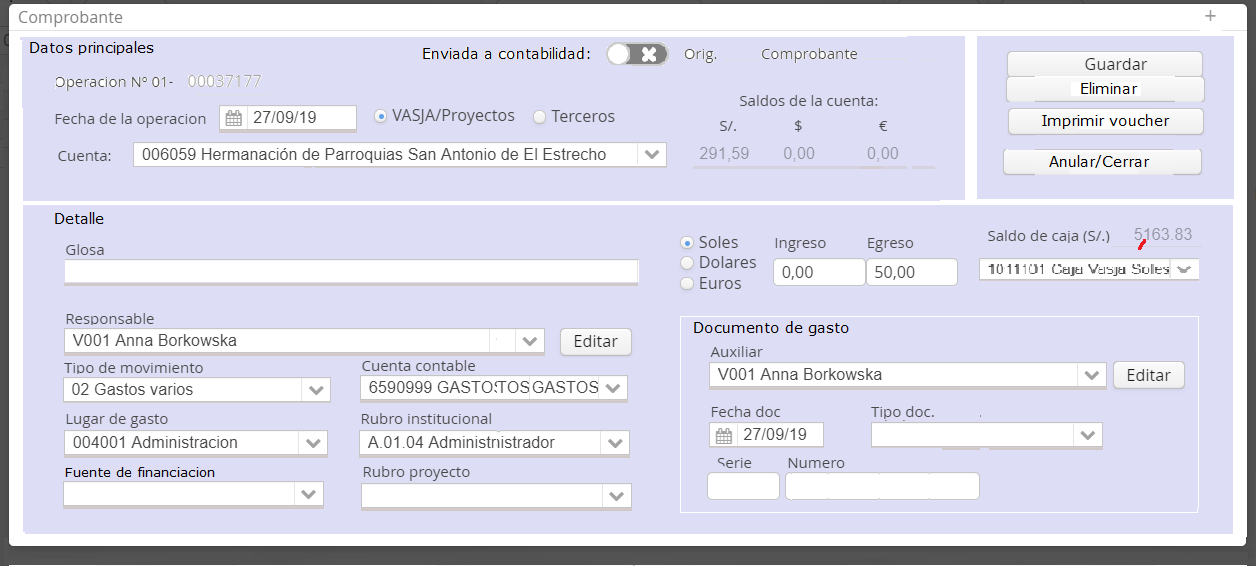 Comprobante
Datos principales
Enviada a contabilidad:
Orig.
Comprobante
Guardar
Operacion Nº 01- 00037177
Eliminar
Fecha de la operacion 27/09/19
VASJA/Proyectos
Terceros
Saldos de la cuenta:
S/. $ €
Imprimir voucher
Cuenta: 006059 Hermanación de Parroquias San Antonio de El Estrecho
291,59 0,00 0,00
Anular/Cerrar
Detalle
Glosa
Soles
Dolares
Euros
Ingreso
0,00
Egreso
50,00
Saldo de caja (S/.) 5163.83
1011101 Caja Vasja Soles
Responsable
V001 Anna Borkowska
Editar
Tipo de movimiento
02 Gastos varios
Cuenta contable
6590999 GASTOSTOS GASTOS
Lugar de gasto
004001 Administracion
Rubro institucional
A.01.04 Administnistrador
Fuente de financiacion
Rubro proyecto
Documento de gasto
Auxiliar
V001 Anna Borkowska
Editar
Fecha doc
27/09/19
Tipo doc.
Serie
Numero